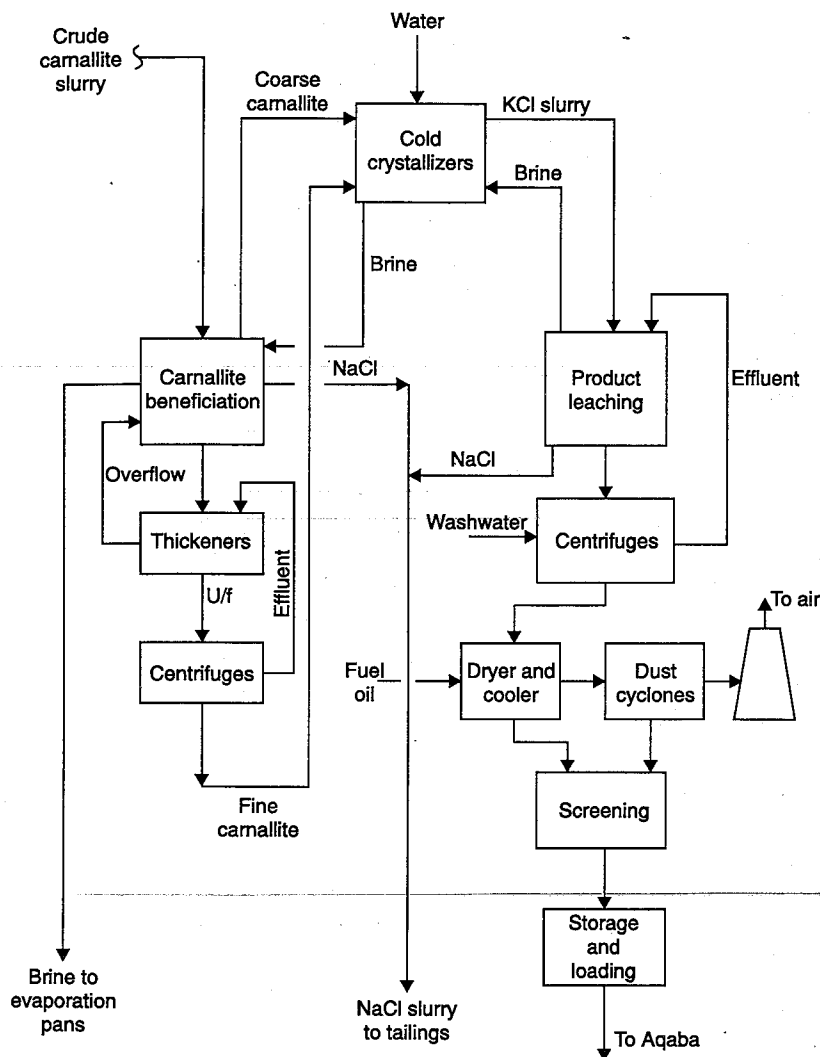 Water
Crude
carnallite
slurry
Coarse
carnallite
KCl slurry
Cold
crystallizers
Brine
Brine
Carnallite
beneficiation
NaCl
Product
leaching
Effluent
Overflow
NaCl
Thickeners
Effluent
Washwater
Centrifuges
U/f
To air
Centrifuges
Fuel
oil
Dryer and
cooler
Dust
cyclones
Fine
carnallite
Screening
Storage
and
loading
Brine to
evaporation
pans
NaCl slurry
to tailings
To Aqaba